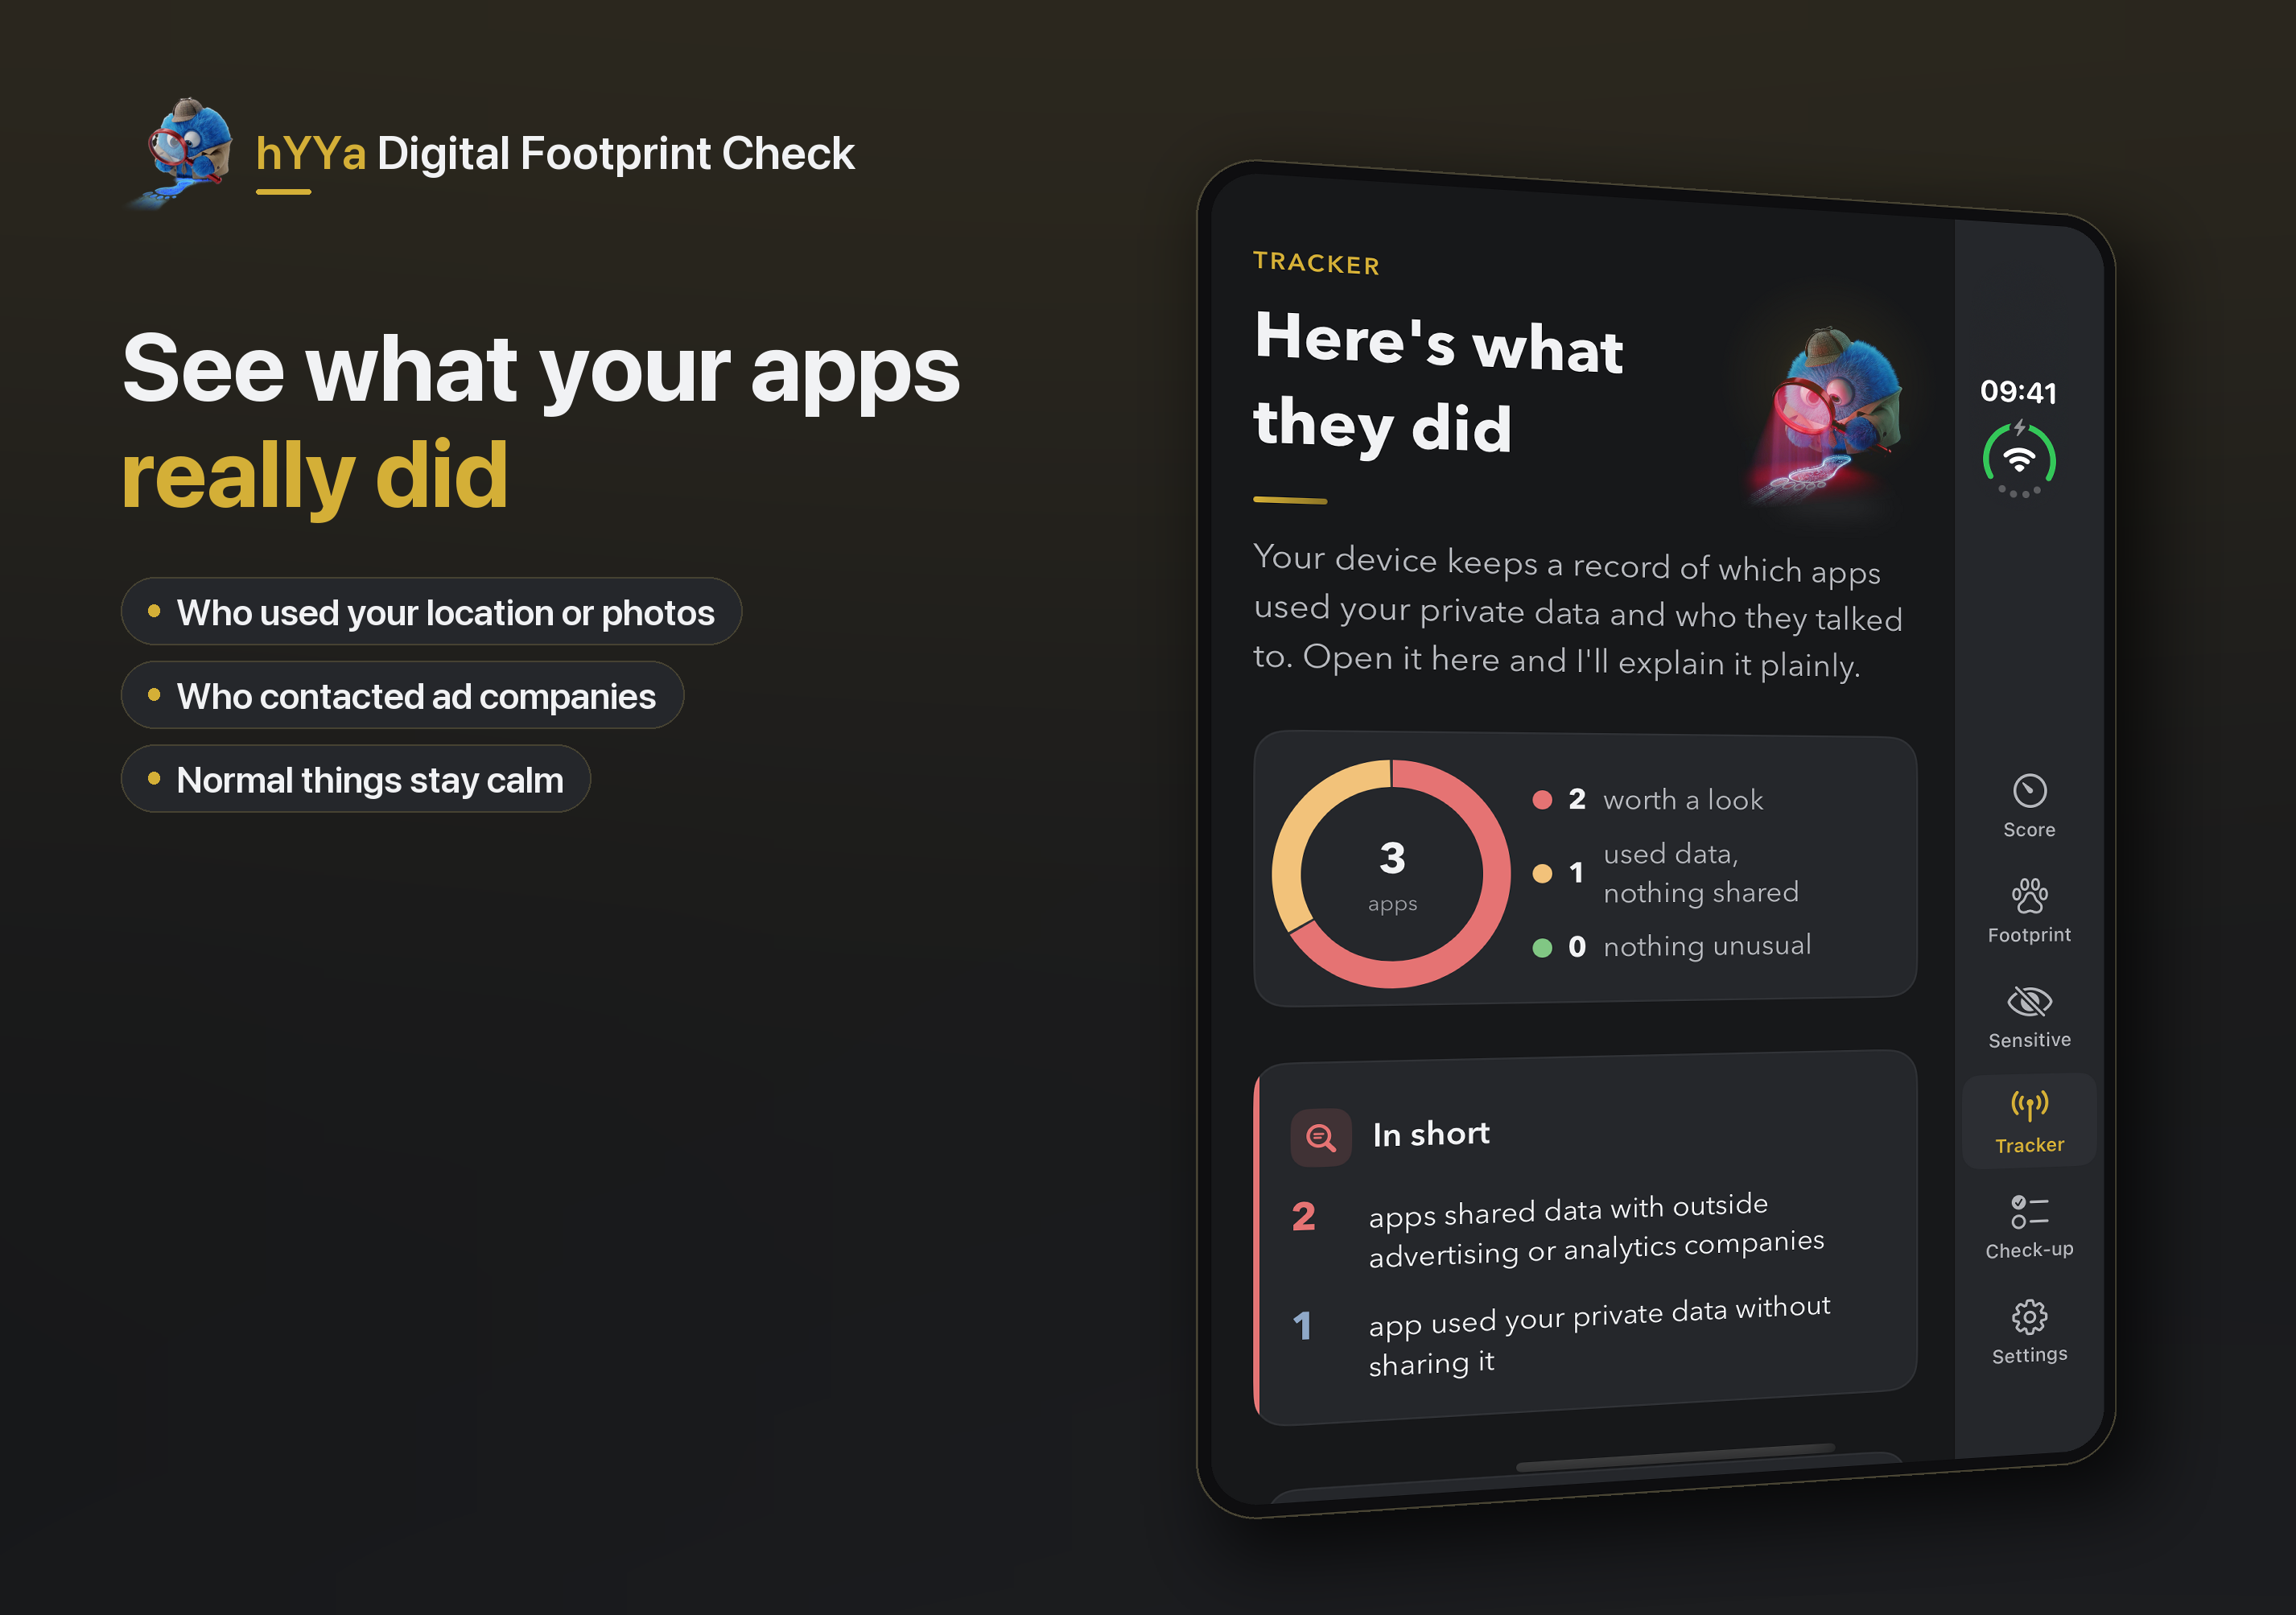 hYYa Digital Footprint Check
See what your apps
really did
Who used your location or photos
Who contacted ad companies
Normal things stay calm
TRACKER
Here's what
they did
Your device keeps a record of which apps
used your private data and who they talked
to. Open it here and I'll explain it plainly.
3
apps
2 worth a look
1 used data,
nothing shared
0 nothing unusual
In short
2 apps shared data with outside
advertising or analytics companies
1 app used your private data without
sharing it
09:41
Score
Footprint
Sensitive
Tracker
Check-up
Settings